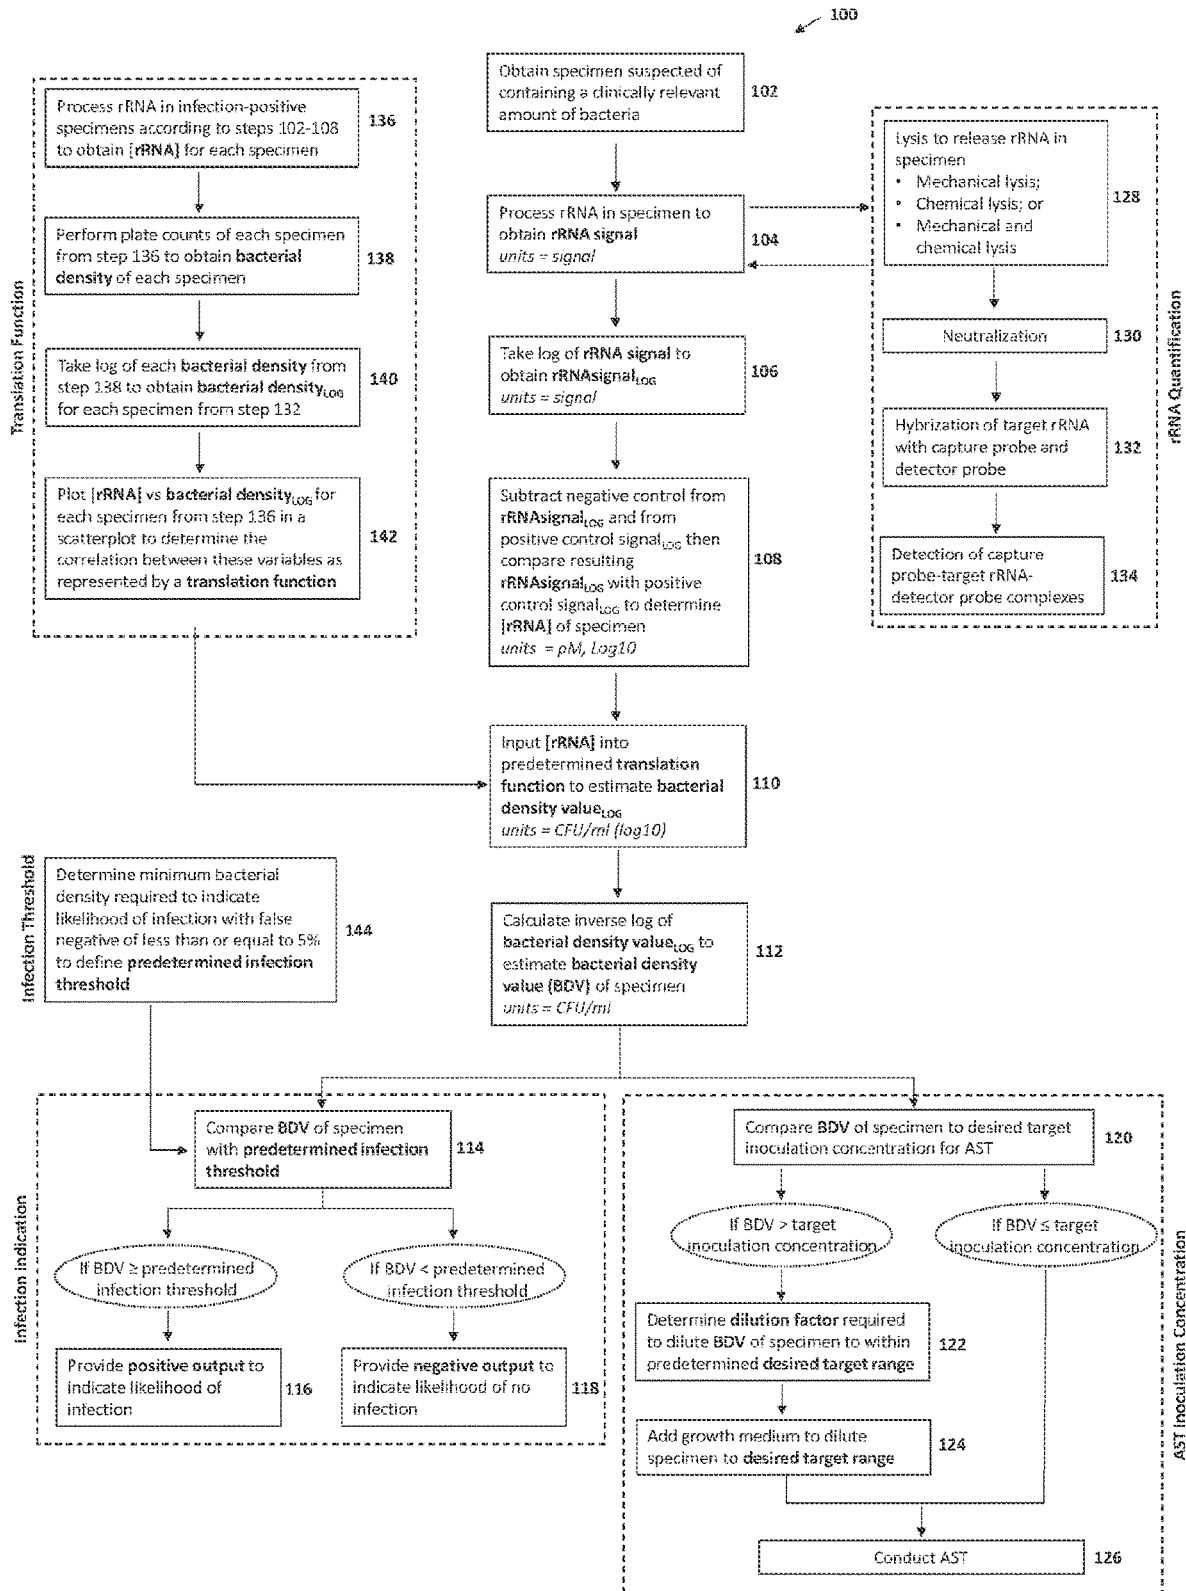 100
Obtain specimen suspected of
containing a clinically relevant
amount of bacteria
102
Process rRNA in specimen to
obtain rRNA signal
units = signal
104
Take log of rRNA signal to
obtain rRNAsignalLOG
units = signal
106
Subtract negative control from
rRNAsignalLOG and from
positive control signalLOG then
compare resulting
rRNAsignalLOG with positive
control signalLOG to determine
[rRNA] of specimen
units = pM, Log10
108
Input [rRNA] into
predetermined translation
function to estimate bacterial
density valueLOG
units = CFU/ml (log10)
110
Calculate inverse log of
bacterial density valueLOG to
estimate bacterial density
value (BDV) of specimen
units = CFU/ml
112
Translation Function
Process rRNA in infection-positive
specimens according to steps 102-108
to obtain [rRNA] for each specimen
136
Perform plate counts of each specimen
from step 136 to obtain bacterial
density of each specimen
138
Take log of each bacterial density from
step 138 to obtain bacterial densityLOG
for each specimen from step 132
140
Plot [rRNA] vs bacterial densityLOG for
each specimen from step 136 in a
scatterplot to determine the
correlation between these variables as
represented by a translation function
142
rRNA Quantification
Lysis to release rRNA in
specimen
• Mechanical lysis;
• Chemical lysis; or
• Mechanical and
chemical lysis
128
Neutralization
130
Hybrization of target rRNA
with capture probe and
detector probe
132
Detection of capture
probe-target rRNA-
detector probe complexes
134
Infection Threshold
Determine minimum bacterial
density required to indicate
likelihood of infection with false
negative of less than or equal to 5%
to define predetermined infection
threshold
144
Infection Indication
Compare BDV of specimen
with predetermined infection
threshold
114
If BDV ≥ predetermined
infection threshold
If BDV < predetermined
infection threshold
Provide positive output to
indicate likelihood of
infection
116
Provide negative output to
indicate likelihood of no
infection
118
AST Inoculation Concentration
Compare BDV of specimen to desired target
inoculation concentration for AST
120
If BDV > target
inoculation concentration
If BDV ≤ target
inoculation concentration
Determine dilution factor required
to dilute BDV of specimen to within
predetermined desired target range
122
Add growth medium to dilute
specimen to desired target range
124
Conduct AST
126